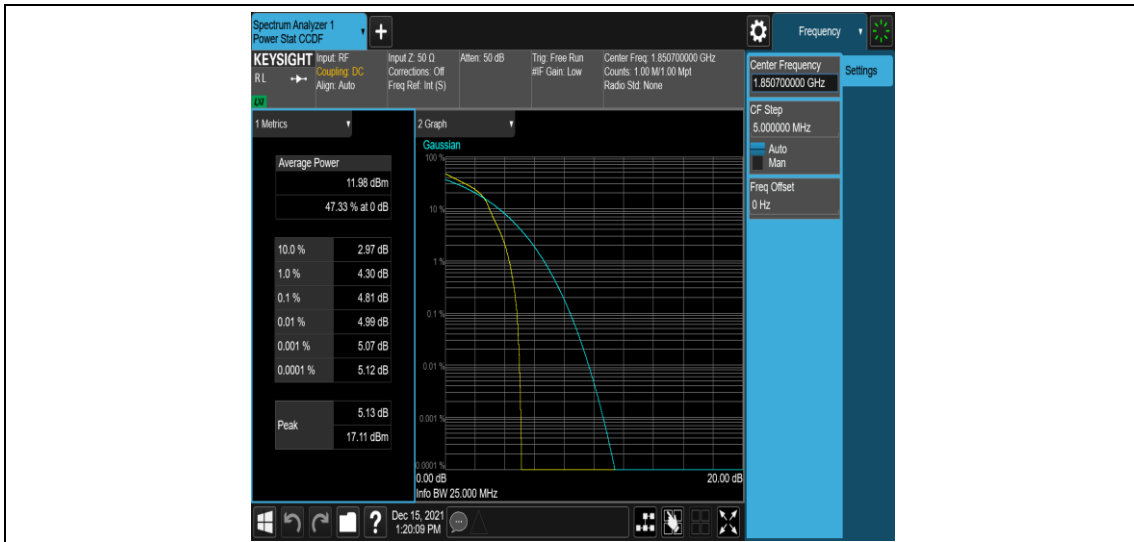 Spectrum Analyzer 1
Power Stat CCDF
Frequency
KEYSIGHT
RL
LXI
Input: RF
Coupling: DC
Align: Auto
Input Z: 50 Ω
Corrections: Off
Freq Ref: Int (S)
Atten: 50 dB
Trig: Free Run
#IF Gain: Low
Center Freq: 1.850700000 GHz
Counts: 1.00 M/1.00 Mpt
Radio Std: None
Center Frequency
1.850700000 GHz
Settings
CF Step
5.000000 MHz
Auto
Man
Freq Offset
0 Hz
1 Metrics
Average Power
11.98 dBm
47.33 % at 0 dB
10.0 % 2.97 dB
1.0 % 4.30 dB
0.1 % 4.81 dB
0.01 % 4.99 dB
0.001 % 5.07 dB
0.0001 % 5.12 dB
Peak
5.13 dB
17.11 dBm
2 Graph
Gaussian
100 %
10 %
1 %
0.1 %
0.01 %
0.001 %
0.0001 %
0.00 dB 20.00 dB
Info BW 25.000 MHz
Dec 15, 2021
1:20:09 PM